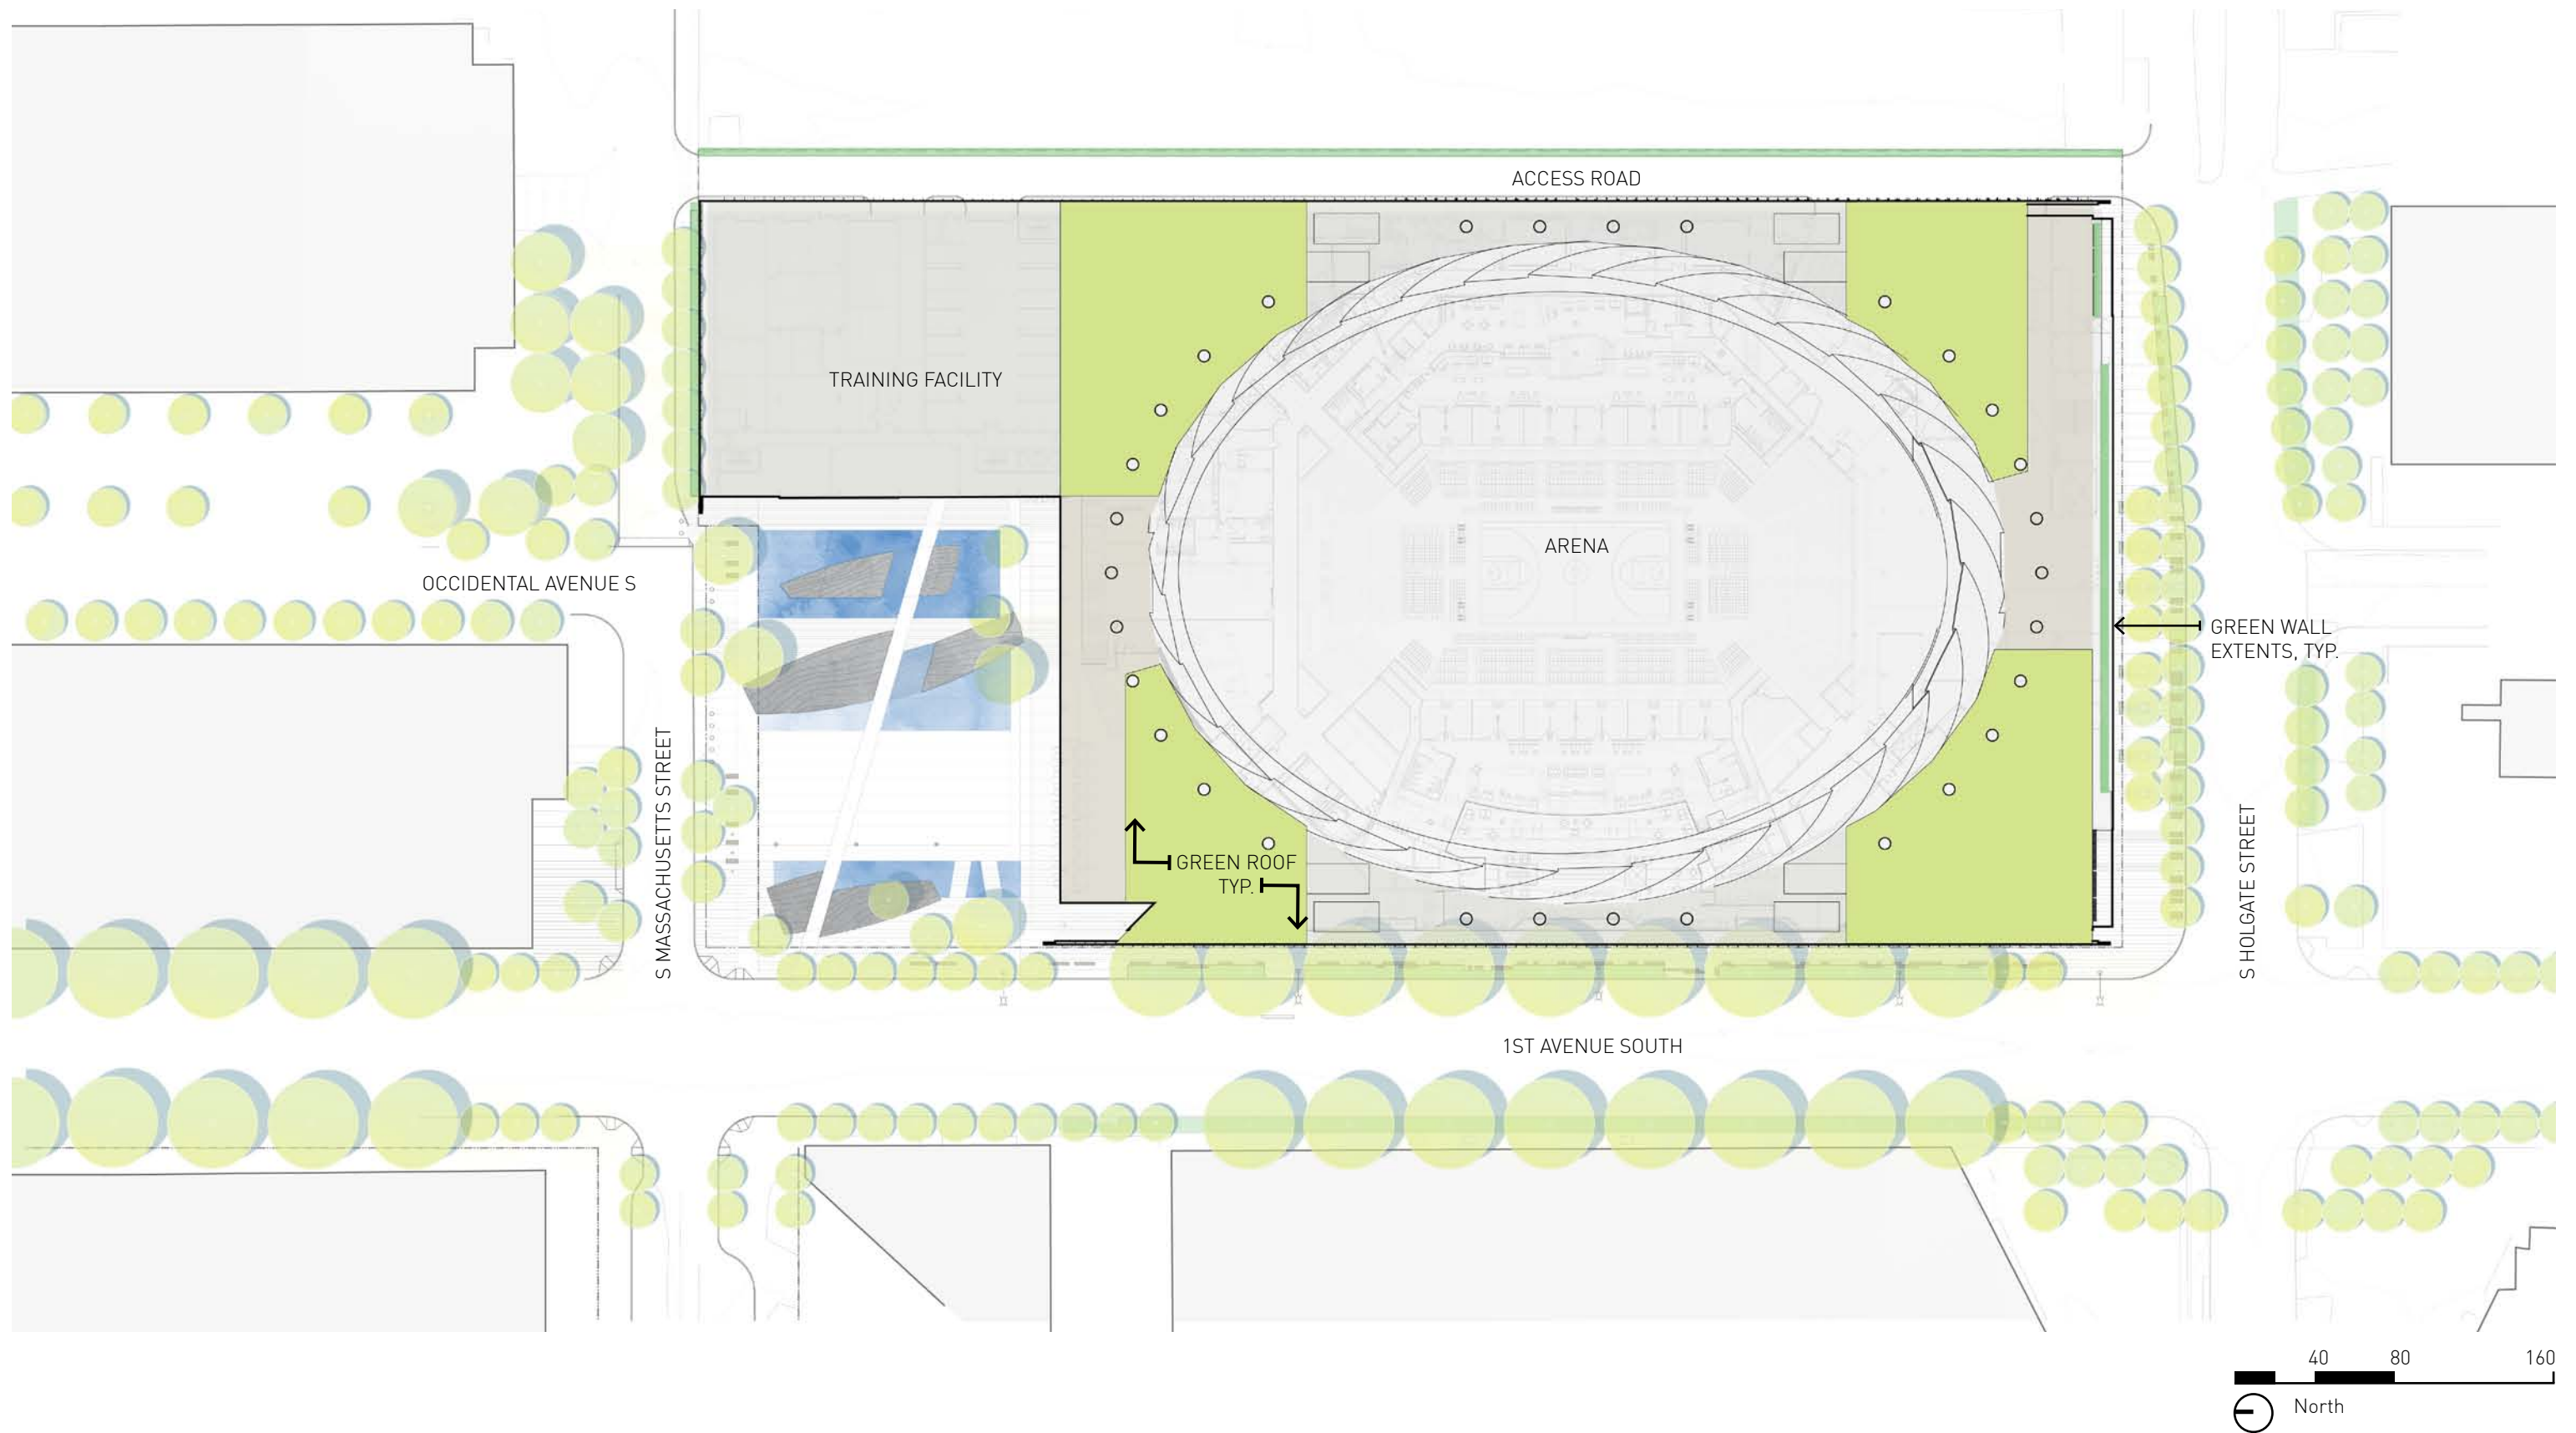 ACCESS ROAD
TRAINING FACILITY
ARENA
OCCIDENTAL AVENUE S
GREEN WALL
EXTENTS, TYP.
S MASSACHUSETTS STREET
S HOLGATE STREET
GREEN ROOF
TYP.
1ST AVENUE SOUTH
40 80 160
North